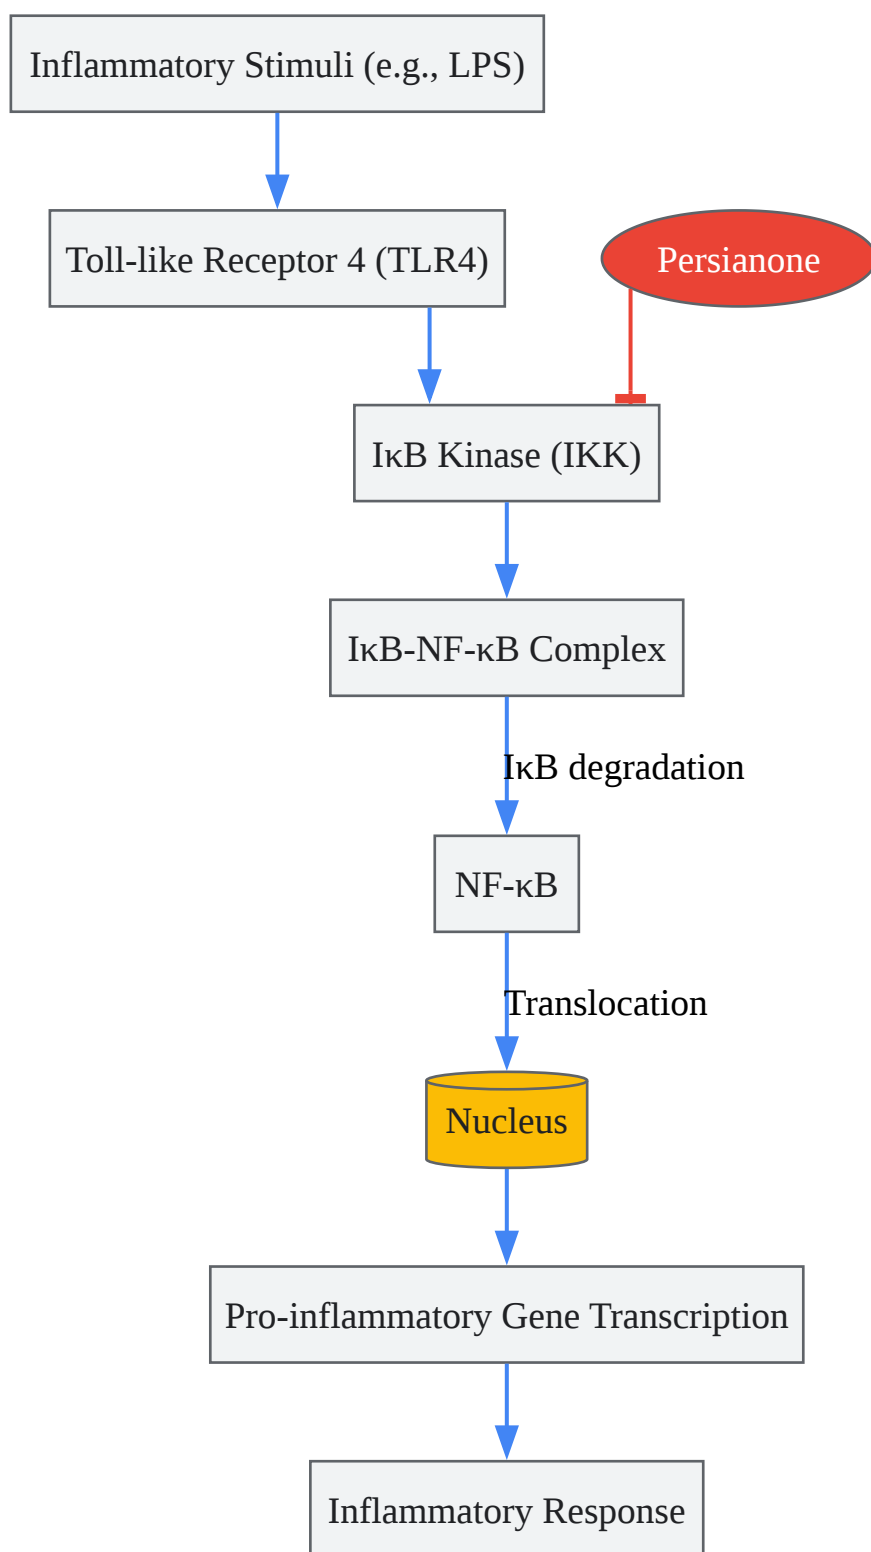 Inflammatory Stimuli (e.g., LPS)
Toll-like Receptor 4 (TLR4)
Persianone
IκB Kinase (IKK)
IκB-NF-κB Complex
IκB degradation
NF-κB
Translocation
Nucleus
Pro-inflammatory Gene Transcription
Inflammatory Response